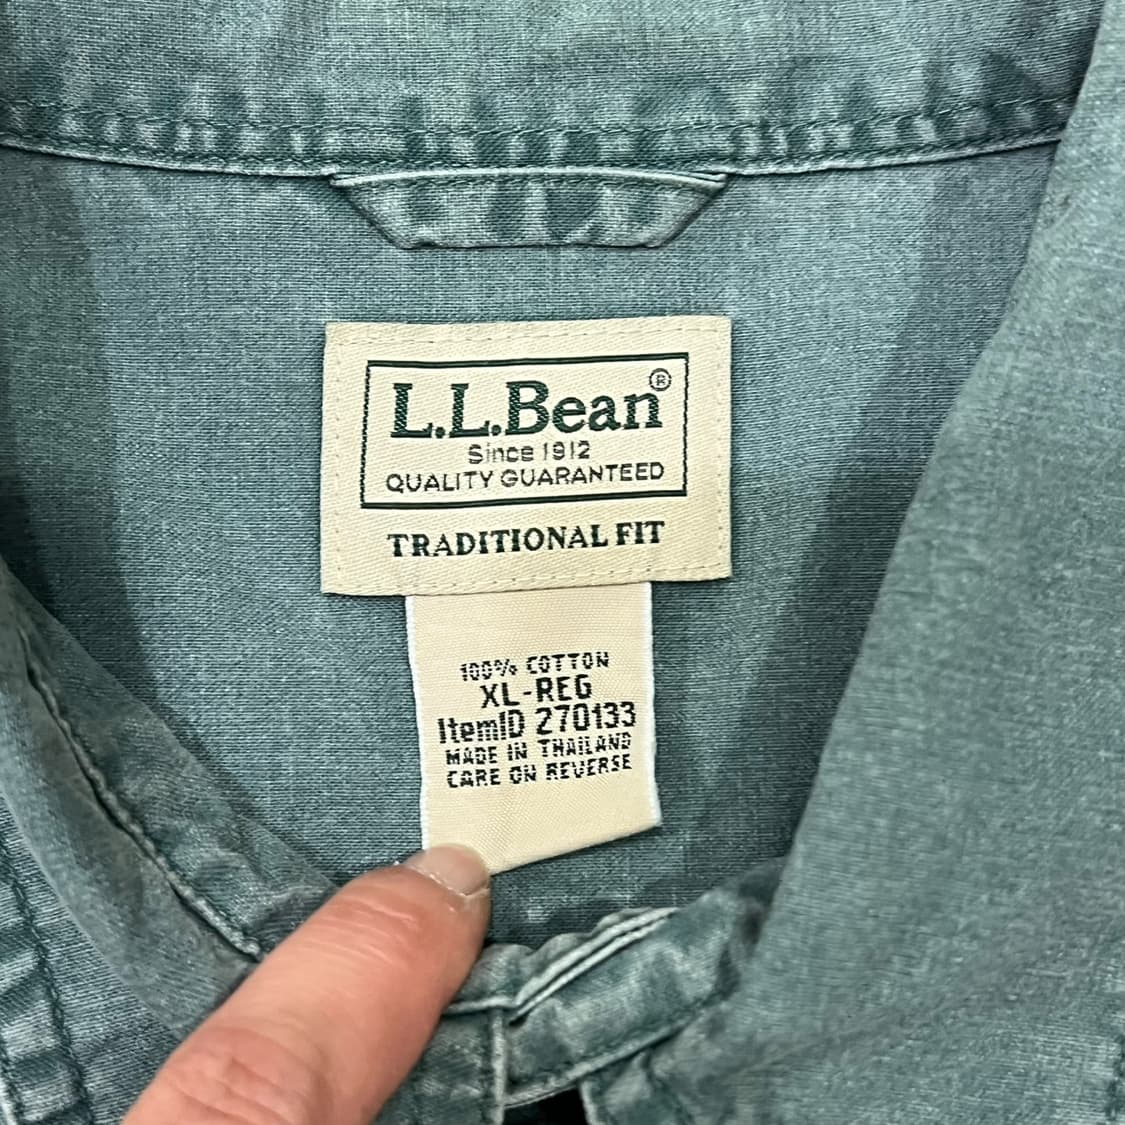 L.L.Bean®
Since 1912
QUALITY GUARANTEED
TRADITIONAL FIT
100% COTTON
XL-REG
ItemID 270133
MADE IN THAILAND
CARE ON REVERSE